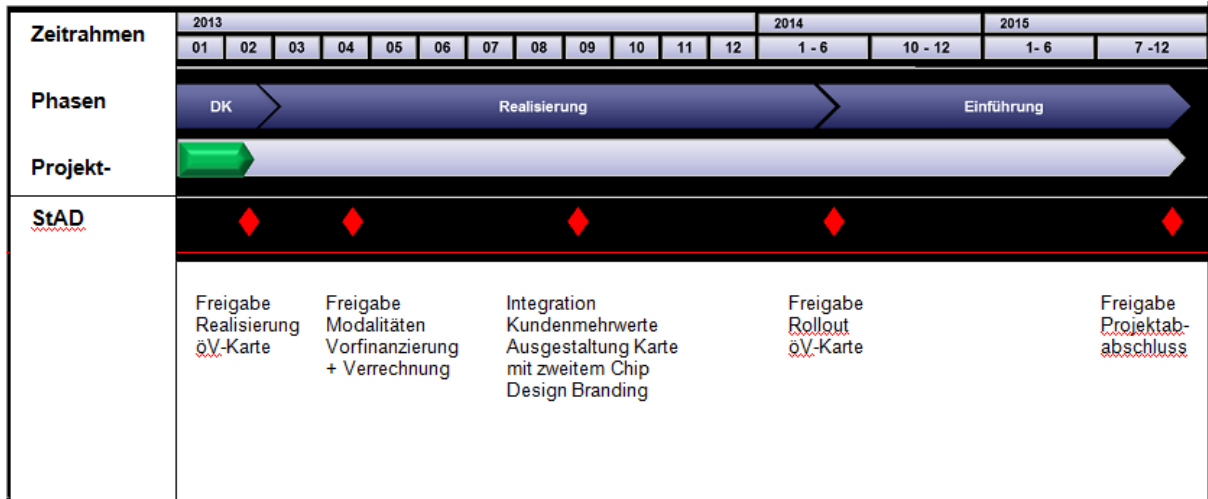 Zeitrahmen
2013 2014 2015
01 02 03 04 05 06 07 08 09 10 11 12 1 - 6 10 - 12 1- 6 7 -12
Phasen
DK Realisierung Einführung
Projekt-
StAD
Freigabe
Realisierung
öV-Karte
Freigabe
Modalitäten
Vorfinanzierung
+ Verrechnung
Integration
Kundenmehrwerte
Ausgestaltung Karte
mit zweitem Chip
Design Branding
Freigabe
Rollout
öV-Karte
Freigabe
Projektab-
abschluss